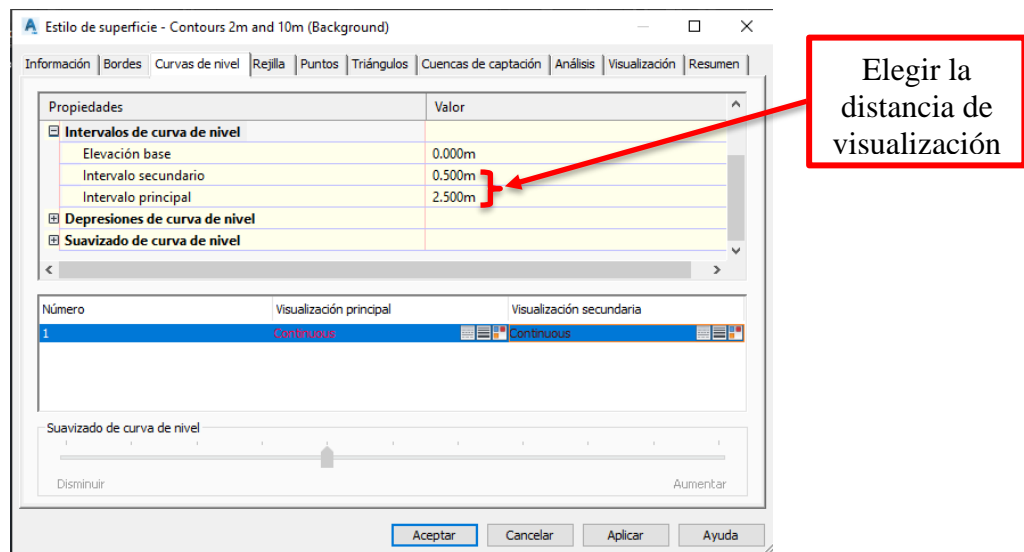 Estilo de superficie - Contours 2m and 10m (Background)
Información Bordes Curvas de nivel Rejilla Puntos Triángulos Cuencas de captación Análisis Visualización Resumen
Propiedades Valor
Intervalos de curva de nivel
Elevación base 0.000m
Intervalo secundario 0.500m
Intervalo principal 2.500m
Depresiones de curva de nivel
Suavizado de curva de nivel
Número Visualización principal Visualización secundaria
1 Continuous Continuous
Suavizado de curva de nivel
Disminuir Aumentar
Aceptar Cancelar Aplicar Ayuda
Elegir la
distancia de
visualización